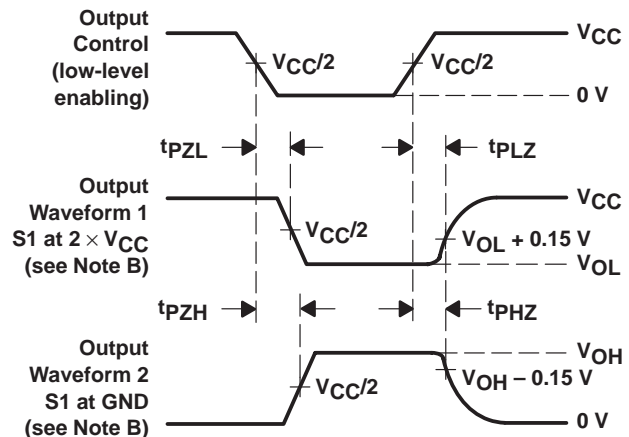 Output
Control
(low-level
enabling)
VCC/2
VCC/2
VCC
0 V
tPZL
tPLZ
Output
Waveform 1
S1 at 2 × VCC
(see Note B)
VCC/2
VCC
VOL + 0.15 V
VOL
tPZH
tPHZ
Output
Waveform 2
S1 at GND
(see Note B)
VCC/2
VOH
VOH – 0.15 V
0 V